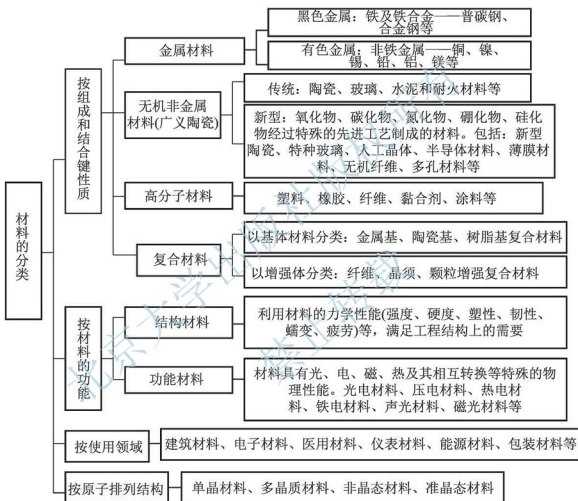 黑色金属：铁及铁合金——普碳钢、
合金钢等
金属材料
有色金属：非铁金属——铜、镍、
锡、铅、铝、镁等
按组成和结合键性质
传统：陶瓷、玻璃、水泥和耐火材料等
无机非金属
材料(广义陶瓷)
新型：氧化物、碳化物、氮化物、硼化物、硅化
物经过特殊的先进工艺制成的材料。包括：新型
陶瓷、特种玻璃、人工晶体、半导体材料、薄膜材
料、无机纤维、多孔材料等
高分子材料
塑料、橡胶、纤维、黏合剂、涂料等
材料的分类
复合材料
以基体材料分类：金属基、陶瓷基、树脂基复合材料
以增强体分类：纤维、晶须、颗粒增强复合材料
按材料的功能
结构材料
利用材料的力学性能(强度、硬度、塑性、韧性、
蠕变、疲劳)等，满足工程结构上的需要
功能材料
材料具有光、电、磁、热及其相互转换等特殊的物
理性能。光电材料、压电材料、热电材
料、铁电材料、声光材料、磁光材料等
按使用领域
建筑材料、电子材料、医用材料、仪表材料、能源材料、包装材料等
按原子排列结构
单晶材料、多晶质材料、非晶态材料、准晶态材料
北京大学出版社版权所有
禁止转载